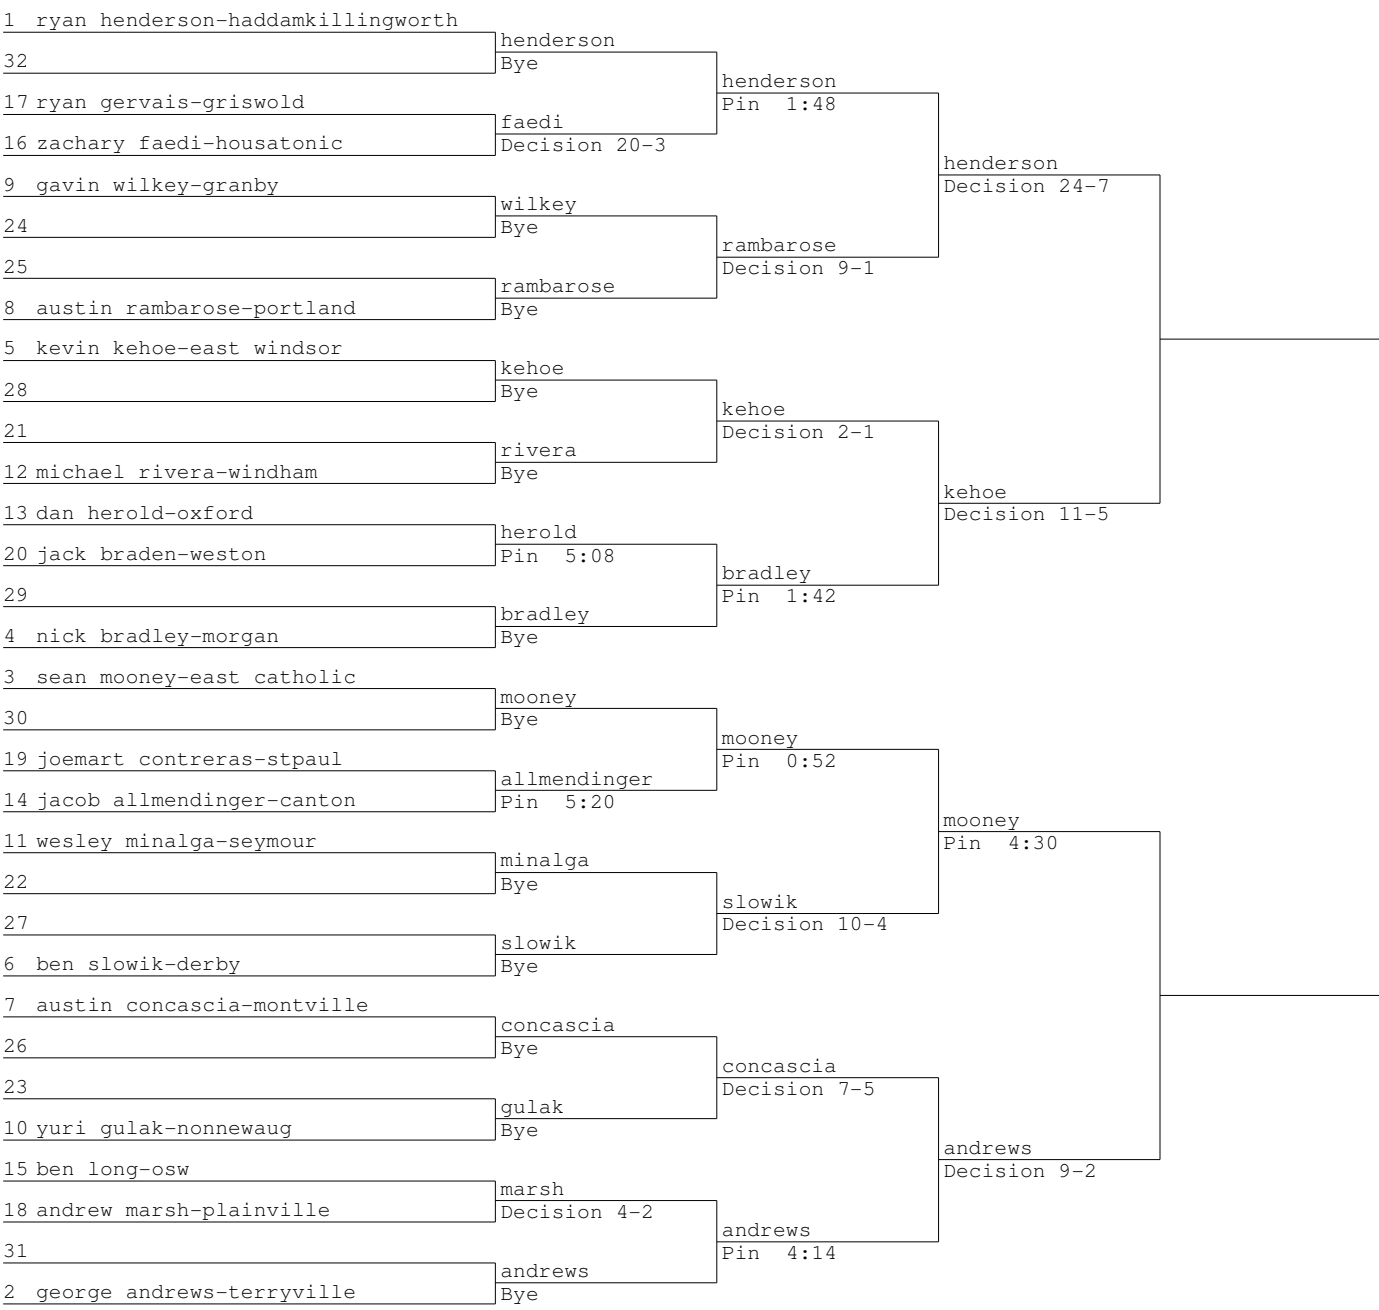 1 ryan henderson-haddamkillingworth
henderson
32
Bye
henderson
17 ryan gervais-griswold
Pin 1:48
faedi
16 zachary faedi-housatonic
Decision 20-3
henderson
9 gavin wilkey-granby
Decision 24-7
wilkey
24
Bye
rambarose
25
Decision 9-1
rambarose
8 austin rambarose-portland
Bye
5 kevin kehoe-east windsor
kehoe
28
Bye
kehoe
21
Decision 2-1
rivera
12 michael rivera-windham
Bye
kehoe
13 dan herold-oxford
Decision 11-5
herold
20 jack braden-weston
Pin 5:08
bradley
29
Pin 1:42
bradley
4 nick bradley-morgan
Bye
3 sean mooney-east catholic
mooney
30
Bye
mooney
19 joemart contreras-stpaul
Pin 0:52
allmendinger
14 jacob allmendinger-canton
Pin 5:20
mooney
11 wesley minalga-seymour
Pin 4:30
minalga
22
Bye
slowik
27
Decision 10-4
slowik
6 ben slowik-derby
Bye
7 austin concascia-montville
concascia
26
Bye
concascia
23
Decision 7-5
gulak
10 yuri gulak-nonnewaug
Bye
andrews
15 ben long-osw
Decision 9-2
marsh
18 andrew marsh-plainville
Decision 4-2
andrews
31
Pin 4:14
andrews
2 george andrews-terryville
Bye